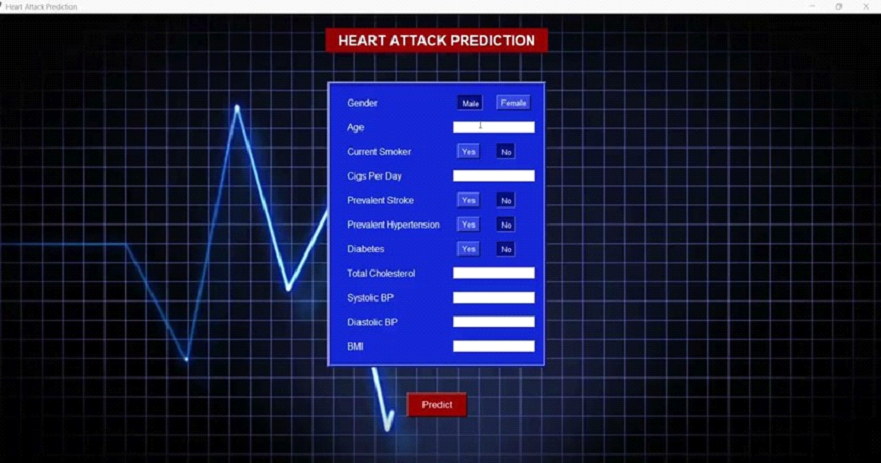 Heart Attack Prediction
HEART ATTACK PREDICTION
Gender Male Female
Age
Current Smoker Yes No
Cigs Per Day
Prevalent Stroke Yes No
Prevalent Hypertension Yes No
Diabetes Yes No
Total Cholesterol
Systolic BP
Diastolic BP
BMI
Predict